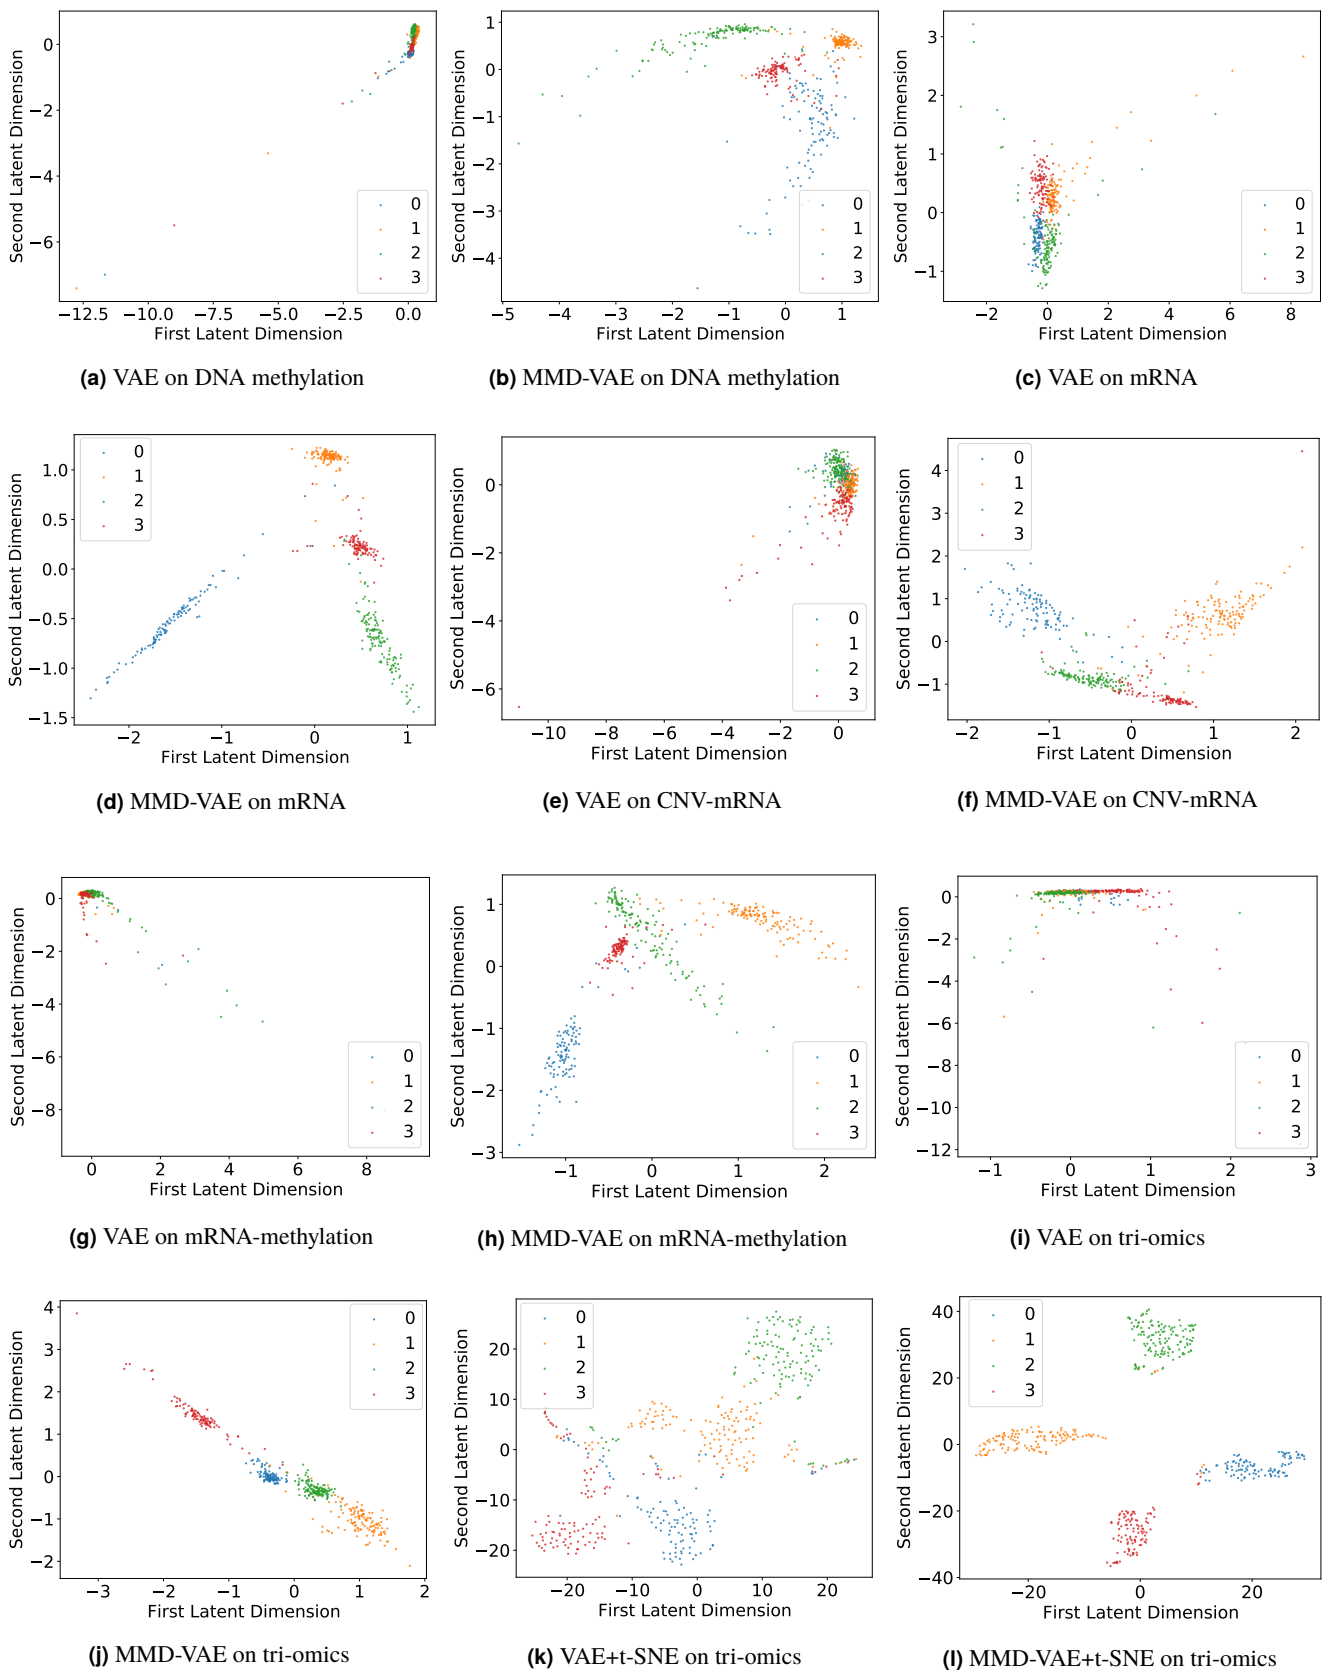 0
−2
−4
−6
Second Latent Dimension
0
1
2
3
−12.5 −10.0 −7.5 −5.0 −2.5 0.0
First Latent Dimension
(a) VAE on DNA methylation
1
0
−1
−2
−3
−4
Second Latent Dimension
0
1
2
3
−5 −4 −3 −2 −1 0 1
First Latent Dimension
(b) MMD-VAE on DNA methylation
3
2
1
0
−1
Second Latent Dimension
0
1
2
3
−2 0 2 4 6 8
First Latent Dimension
(c) VAE on mRNA
1.0
0.5
0.0
−0.5
−1.0
−1.5
Second Latent Dimension
0
1
2
3
−2 −1 0 1
First Latent Dimension
(d) MMD-VAE on mRNA
0
−2
−4
−6
Second Latent Dimension
0
1
2
3
−10 −8 −6 −4 −2 0
First Latent Dimension
(e) VAE on CNV-mRNA
4
3
2
1
0
−1
Second Latent Dimension
0
1
2
3
−2 −1 0 1 2
First Latent Dimension
(f) MMD-VAE on CNV-mRNA
0
−2
−4
−6
−8
Second Latent Dimension
0
1
2
3
0 2 4 6 8
First Latent Dimension
(g) VAE on mRNA-methylation
1
0
−1
−2
−3
Second Latent Dimension
0
1
2
3
−1 0 1 2
First Latent Dimension
(h) MMD-VAE on mRNA-methylation
0
−2
−4
−6
−8
−10
−12
Second Latent Dimension
0
1
2
3
−1 0 1 2 3
First Latent Dimension
(i) VAE on tri-omics
4
3
2
1
0
−1
−2
Second Latent Dimension
0
1
2
3
−3 −2 −1 0 1 2
First Latent Dimension
(j) MMD-VAE on tri-omics
20
10
0
−10
−20
Second Latent Dimension
0
1
2
3
−20 −10 0 10 20
First Latent Dimension
(k) VAE+t-SNE on tri-omics
40
20
0
−20
−40
Second Latent Dimension
0
1
2
3
−20 0 20
First Latent Dimension
(l) MMD-VAE+t-SNE on tri-omics